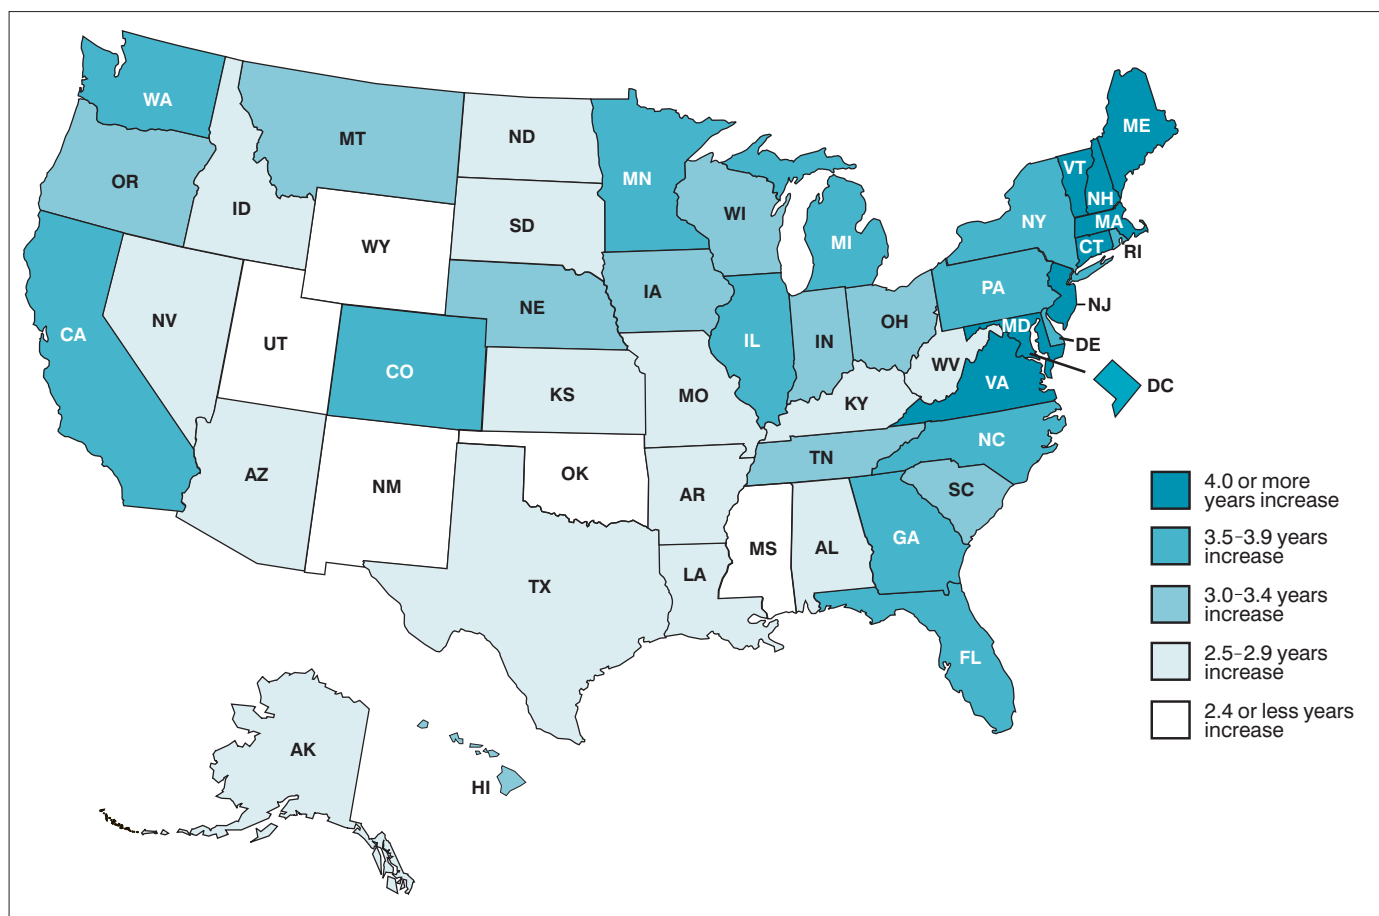 WA
MT
ND
MN
ME
OR
ID
SD
WI
MI
NY
VT
NH
MA
CT
RI
WY
NE
IA
PA
NJ
CA
NV
UT
CO
IL
IN
OH
MD
DE
WV
VA
DC
KS
MO
KY
NC
AZ
NM
OK
AR
TN
SC
TX
LA
MS
AL
GA
FL
AK
HI
4.0 or more
years increase
3.5–3.9 years
increase
3.0–3.4 years
increase
2.5–2.9 years
increase
2.4 or less years
increase